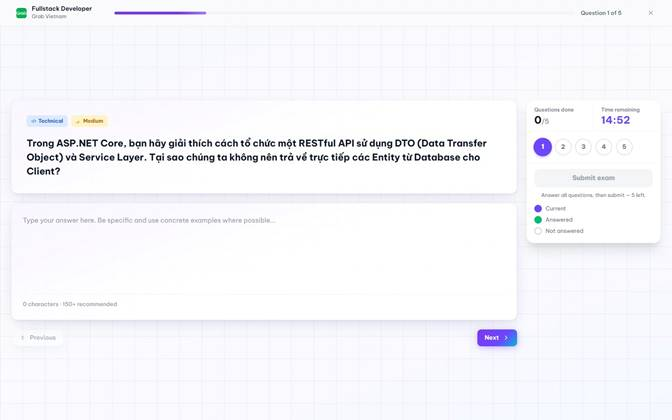 Grab
Fullstack Developer
Grab Vietnam
Question 1 of 5
Technical
Medium
Trong ASP.NET Core, bạn hãy giải thích cách tổ chức một RESTful API sử dụng DTO (Data Transfer
Object) và Service Layer. Tại sao chúng ta không nên trả về trực tiếp các Entity từ Database cho
Client?
Type your answer here. Be specific and use concrete examples where possible...
0 characters · 150+ recommended
Previous
Next
Questions done
0/5
Time remaining
14:52
1 2 3 4 5
Submit exam
Answer all questions, then submit — 5 left.
Current
Answered
Not answered